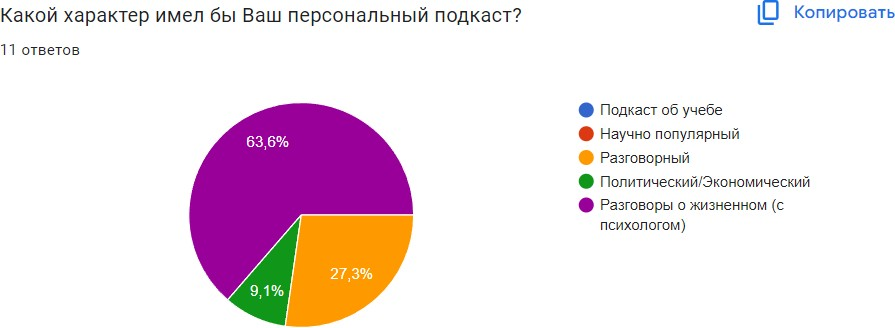 Какой характер имел бы Ваш персональный подкаст?
Копировать
11 ответов
63,6%
27,3%
9,1%
Подкаст об учебе
Научно популярный
Разговорный
Политический/Экономический
Разговоры о жизненном (с
психологом)